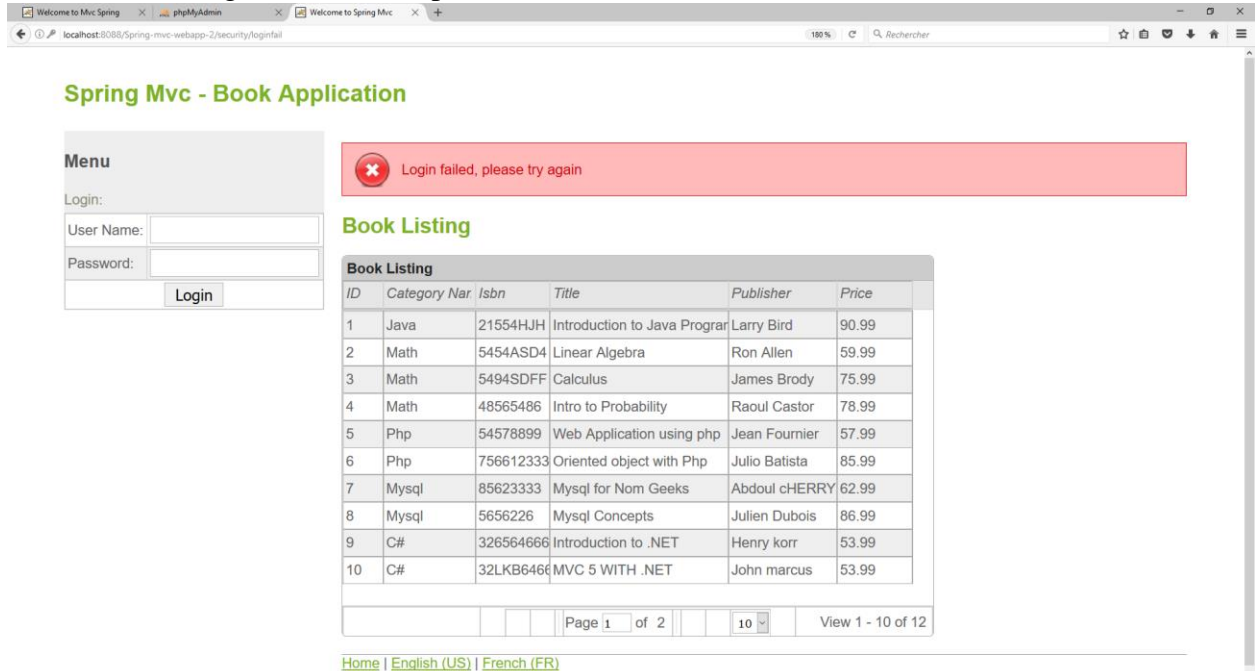 Welcome to Mvc Spring phpMyAdmin Welcome to Spring Mvc
localhost:8088/Spring-mvc-webapp-2/security/loginfail 180 % Rechercher
Spring Mvc - Book Application
Menu
Login failed, please try again
Login:
User Name:
Password:
Login
Book Listing
Book Listing
ID Category Nar Isbn Title Publisher Price
1 Java 21554HJH Introduction to Java Prograr Larry Bird 90.99
2 Math 5454ASD4 Linear Algebra Ron Allen 59.99
3 Math 5494SDFF Calculus James Brody 75.99
4 Math 48565486 Intro to Probability Raoul Castor 78.99
5 Php 54578899 Web Application using php Jean Fournier 57.99
6 Php 756612333 Oriented object with Php Julio Batista 85.99
7 Mysql 85623333 Mysql for Nom Geeks Abdoul cHERRY 62.99
8 Mysql 5656226 Mysql Concepts Julien Dubois 86.99
9 C# 326564666 Introduction to .NET Henry korr 53.99
10 C# 32LKB6466 MVC 5 WITH .NET John marcus 53.99
Page 1 of 2 10 View 1 - 10 of 12
Home | English (US) | French (FR)